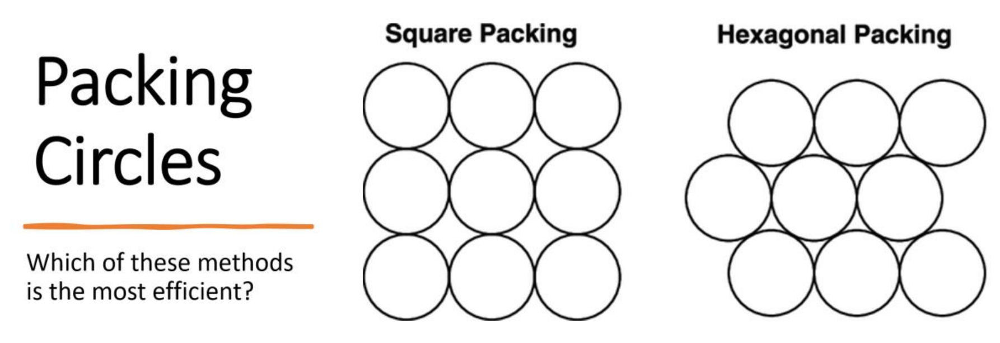 Packing
Circles
Which of these methods
is the most efficient?
Square Packing
Hexagonal Packing